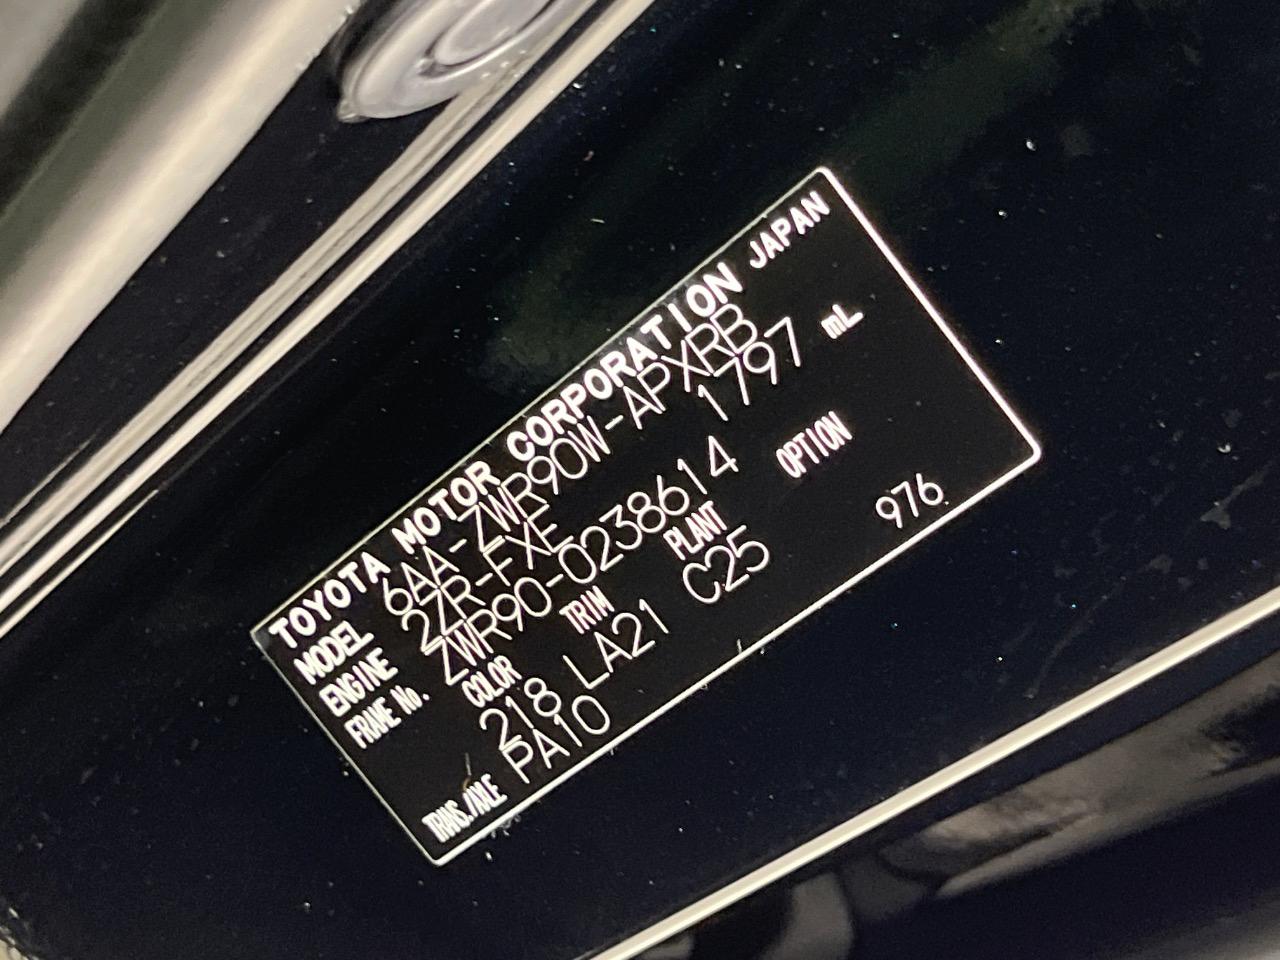 TOYOTA MOTOR CORPORATION JAPAN
MODEL 6AA-ZWR90W-APXRB
ENGINE 2ZR-FXE 1797 mL
FRAME No. ZWR90-0238614
COLOR TRIM PLANT OPTION
218 LA21 C25
TRANS./AXLE PA10 976